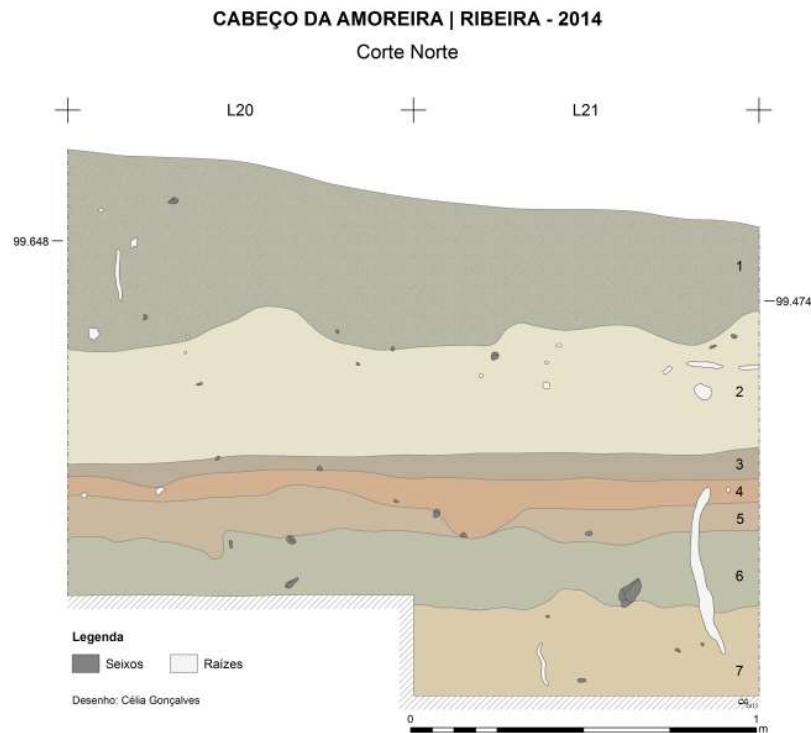 CABEÇO DA AMOREIRA | RIBEIRA - 2014
Corte Norte
L20
L21
99.648
1
99.474
2
3
4
5
6
7
Legenda
Seixos
Raízes
Desenho: Célia Gonçalves
0
1
m